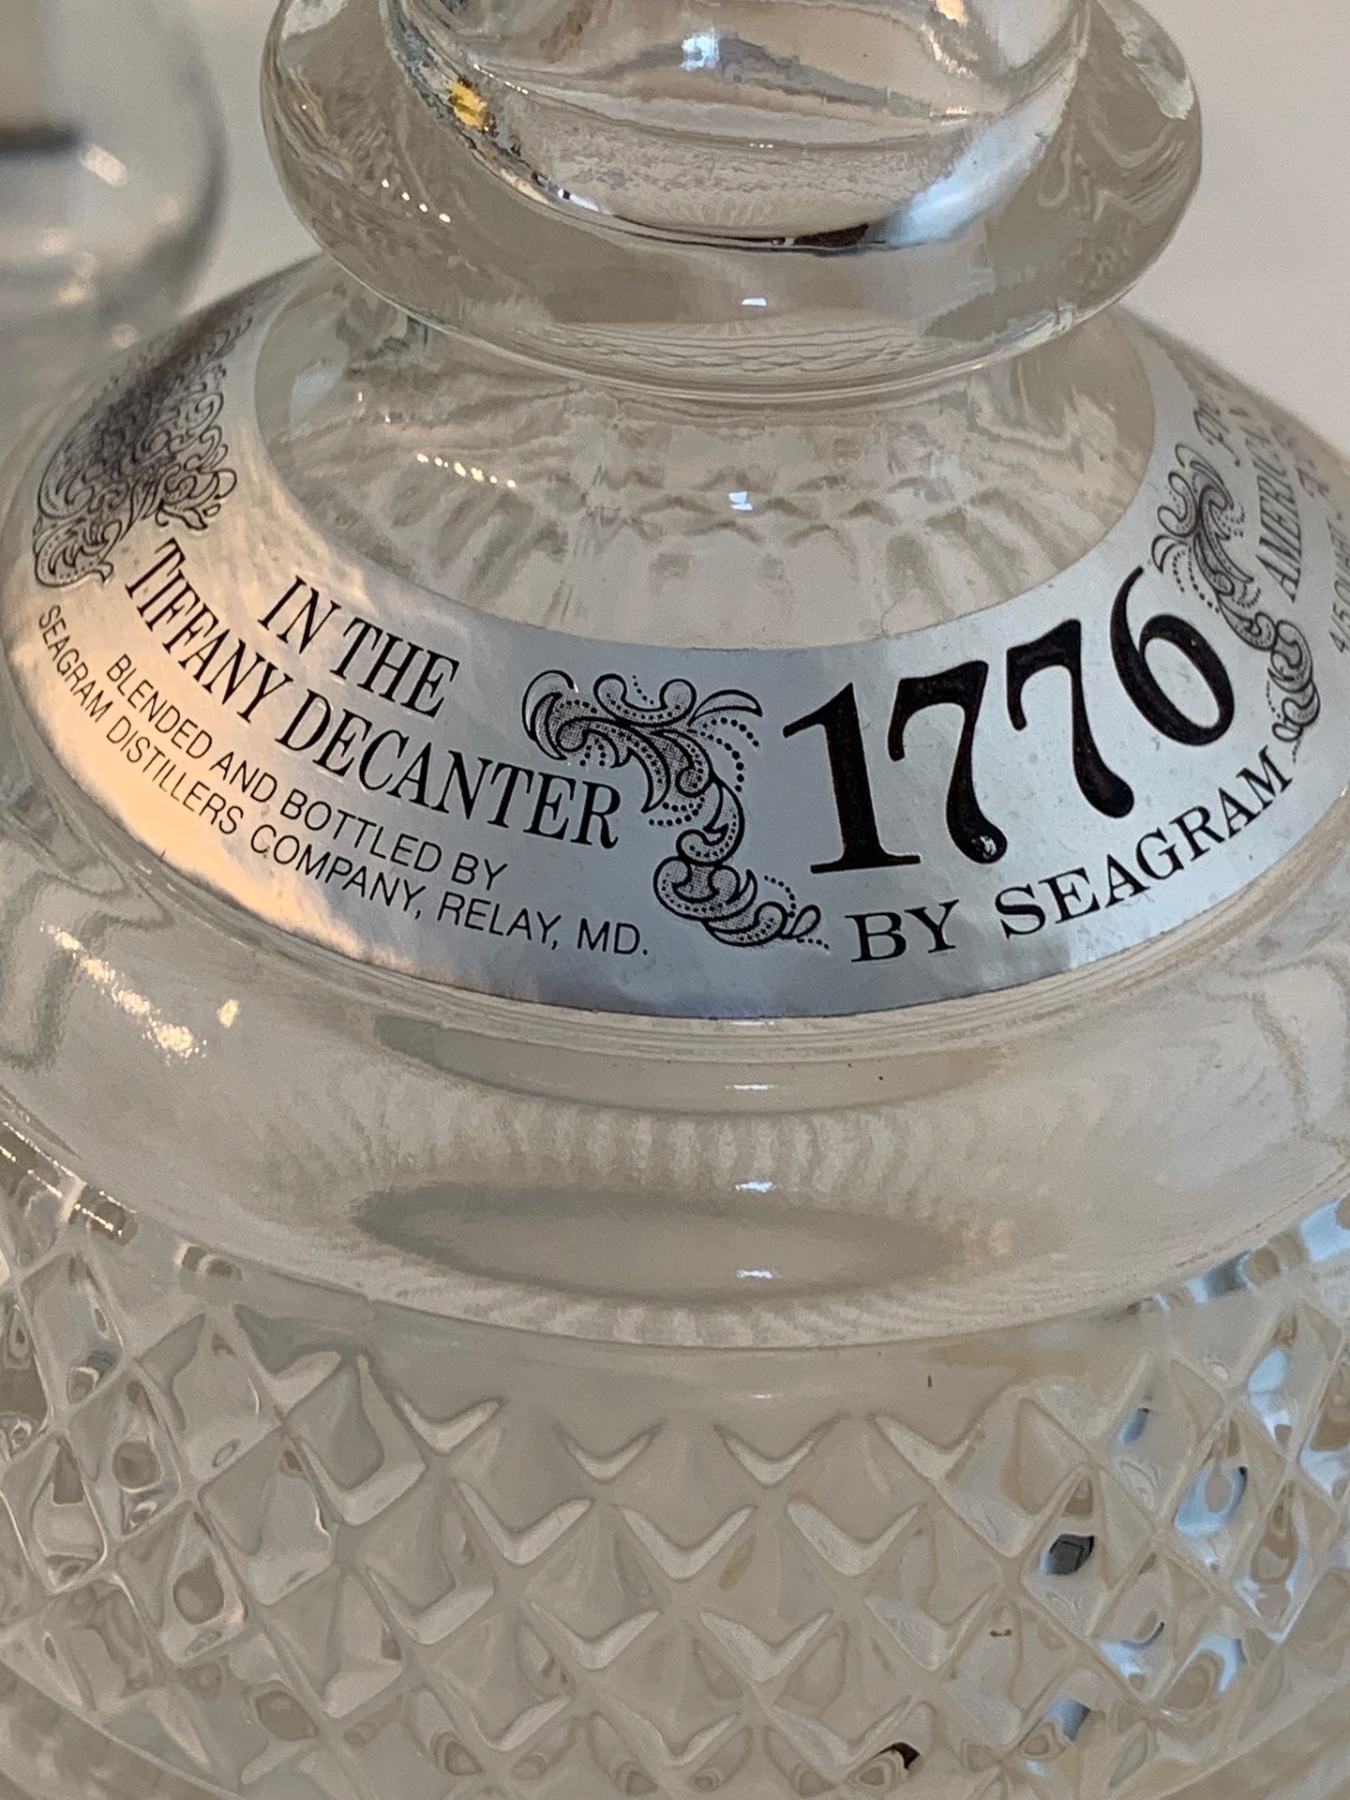 IN THE
TIFFANY DECANTER
BLENDED AND BOTTLED BY
SEAGRAM DISTILLERS COMPANY, RELAY, MD.
1776
BY SEAGRAM